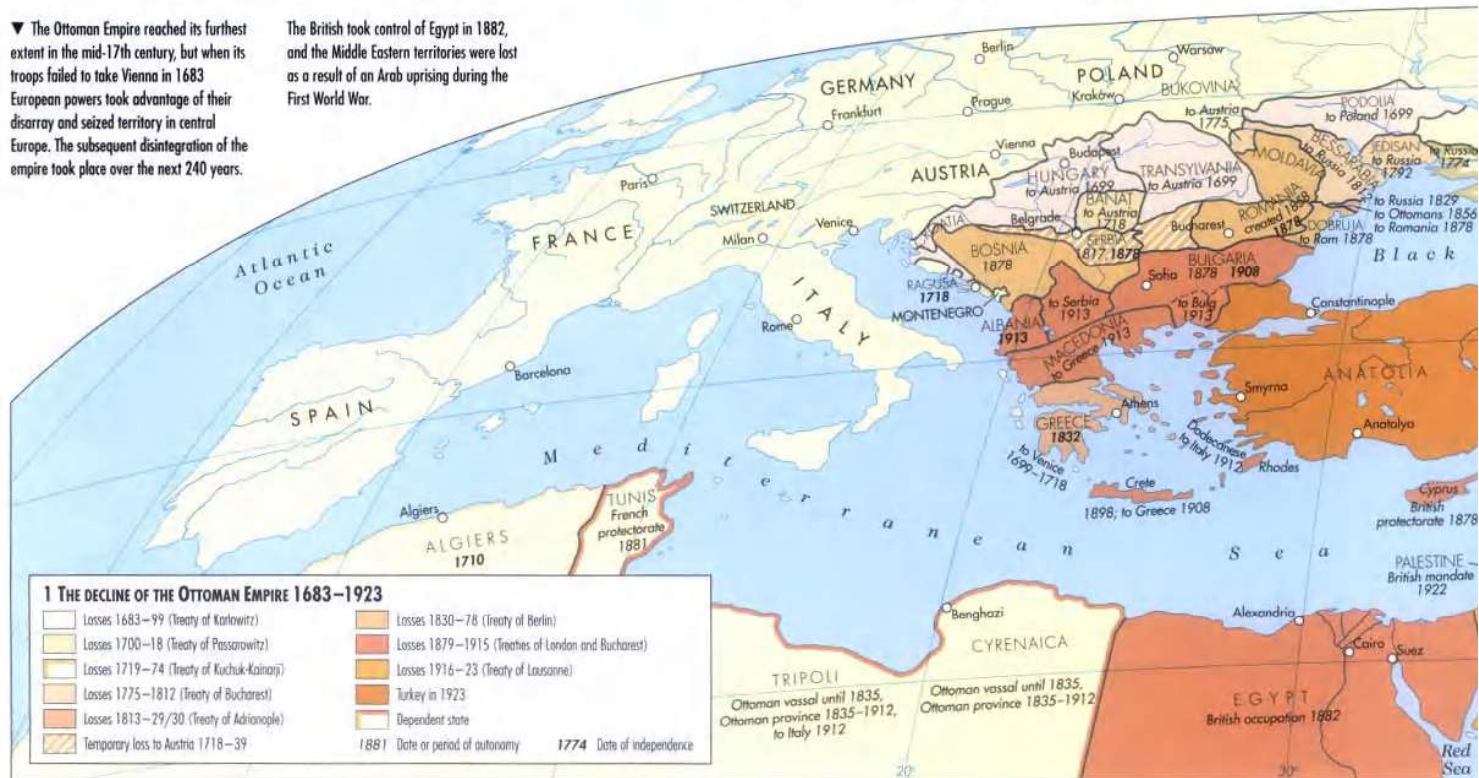 ▼ The Ottoman Empire reached its furthest
extent in the mid-17th century, but when its
troops failed to take Vienna in 1683
European powers took advantage of their
disarray and seized territory in central
Europe. The subsequent disintegration of the
empire took place over the next 240 years.
The British took control of Egypt in 1882,
and the Middle Eastern territories were lost
as a result of an Arab uprising during the
First World War.
Berlin
Warsaw
GERMANY
POLAND
Frankfurt
Prague
Kraków
BUKOVINA
to Austria
1775
PODOLIA
to Poland 1699
Vienna
Budapest
AUSTRIA
HUNGARY
to Austria 1699
TRANSYLVANIA
to Austria 1699
MOLDAVIA
BESSARABIA
to Russia 1812
JEDISAN
to Russia
1792
to Russia
1774
Paris
SWITZERLAND
FRANCE
Milan
Venice
CROATIA
Belgrade
BANAT
to Austria
1718
ROMANIA
created 1858
1878
Bucharest
DOBRUJA
to Rom 1878
to Russia 1829
to Ottomans 1856
to Romania 1878
Black
Atlantic
Ocean
BOSNIA
1878
SERBIA
1817 1878
BULGARIA
1878 1908
Sofia
RAGUSA
1718
MONTENEGRO
to Serbia
1913
to Bulg
1913
Constantinople
ITALY
Rome
ALBANIA
1913
MACEDONIA
to Greece 1913
ANATOLIA
Barcelona
SPAIN
Smyrna
Athens
GREECE
1832
Antalya
to Venice
1699–1718
Dodecanese
to Italy 1912
Rhodes
Mediterranean Sea
Crete
1898; to Greece 1908
Cyprus
British
protectorate 1878
Algiers
ALGIERS
1710
TUNIS
French
protectorate
1881
PALESTINE
British mandate
1922
Benghazi
Alexandria
Cairo
Suez
CYRENAICA
Ottoman vassal until 1835,
Ottoman province 1835–1912
TRIPOLI
Ottoman vassal until 1835,
Ottoman province 1835–1912,
to Italy 1912
EGYPT
British occupation 1882
Red
Sea
20°
30°
1 THE DECLINE OF THE OTTOMAN EMPIRE 1683–1923
Losses 1683–99 (Treaty of Karlowitz)
Losses 1700–18 (Treaty of Passarowitz)
Losses 1719–74 (Treaty of Kuchuk-Kainarji)
Losses 1775–1812 (Treaty of Bucharest)
Losses 1813–29/30 (Treaty of Adrianople)
Temporary loss to Austria 1718–39
Losses 1830–78 (Treaty of Berlin)
Losses 1879–1915 (Treaties of London and Bucharest)
Losses 1916–23 (Treaty of Lausanne)
Turkey in 1923
Dependent state
1881 Date or period of autonomy
1774 Date of independence